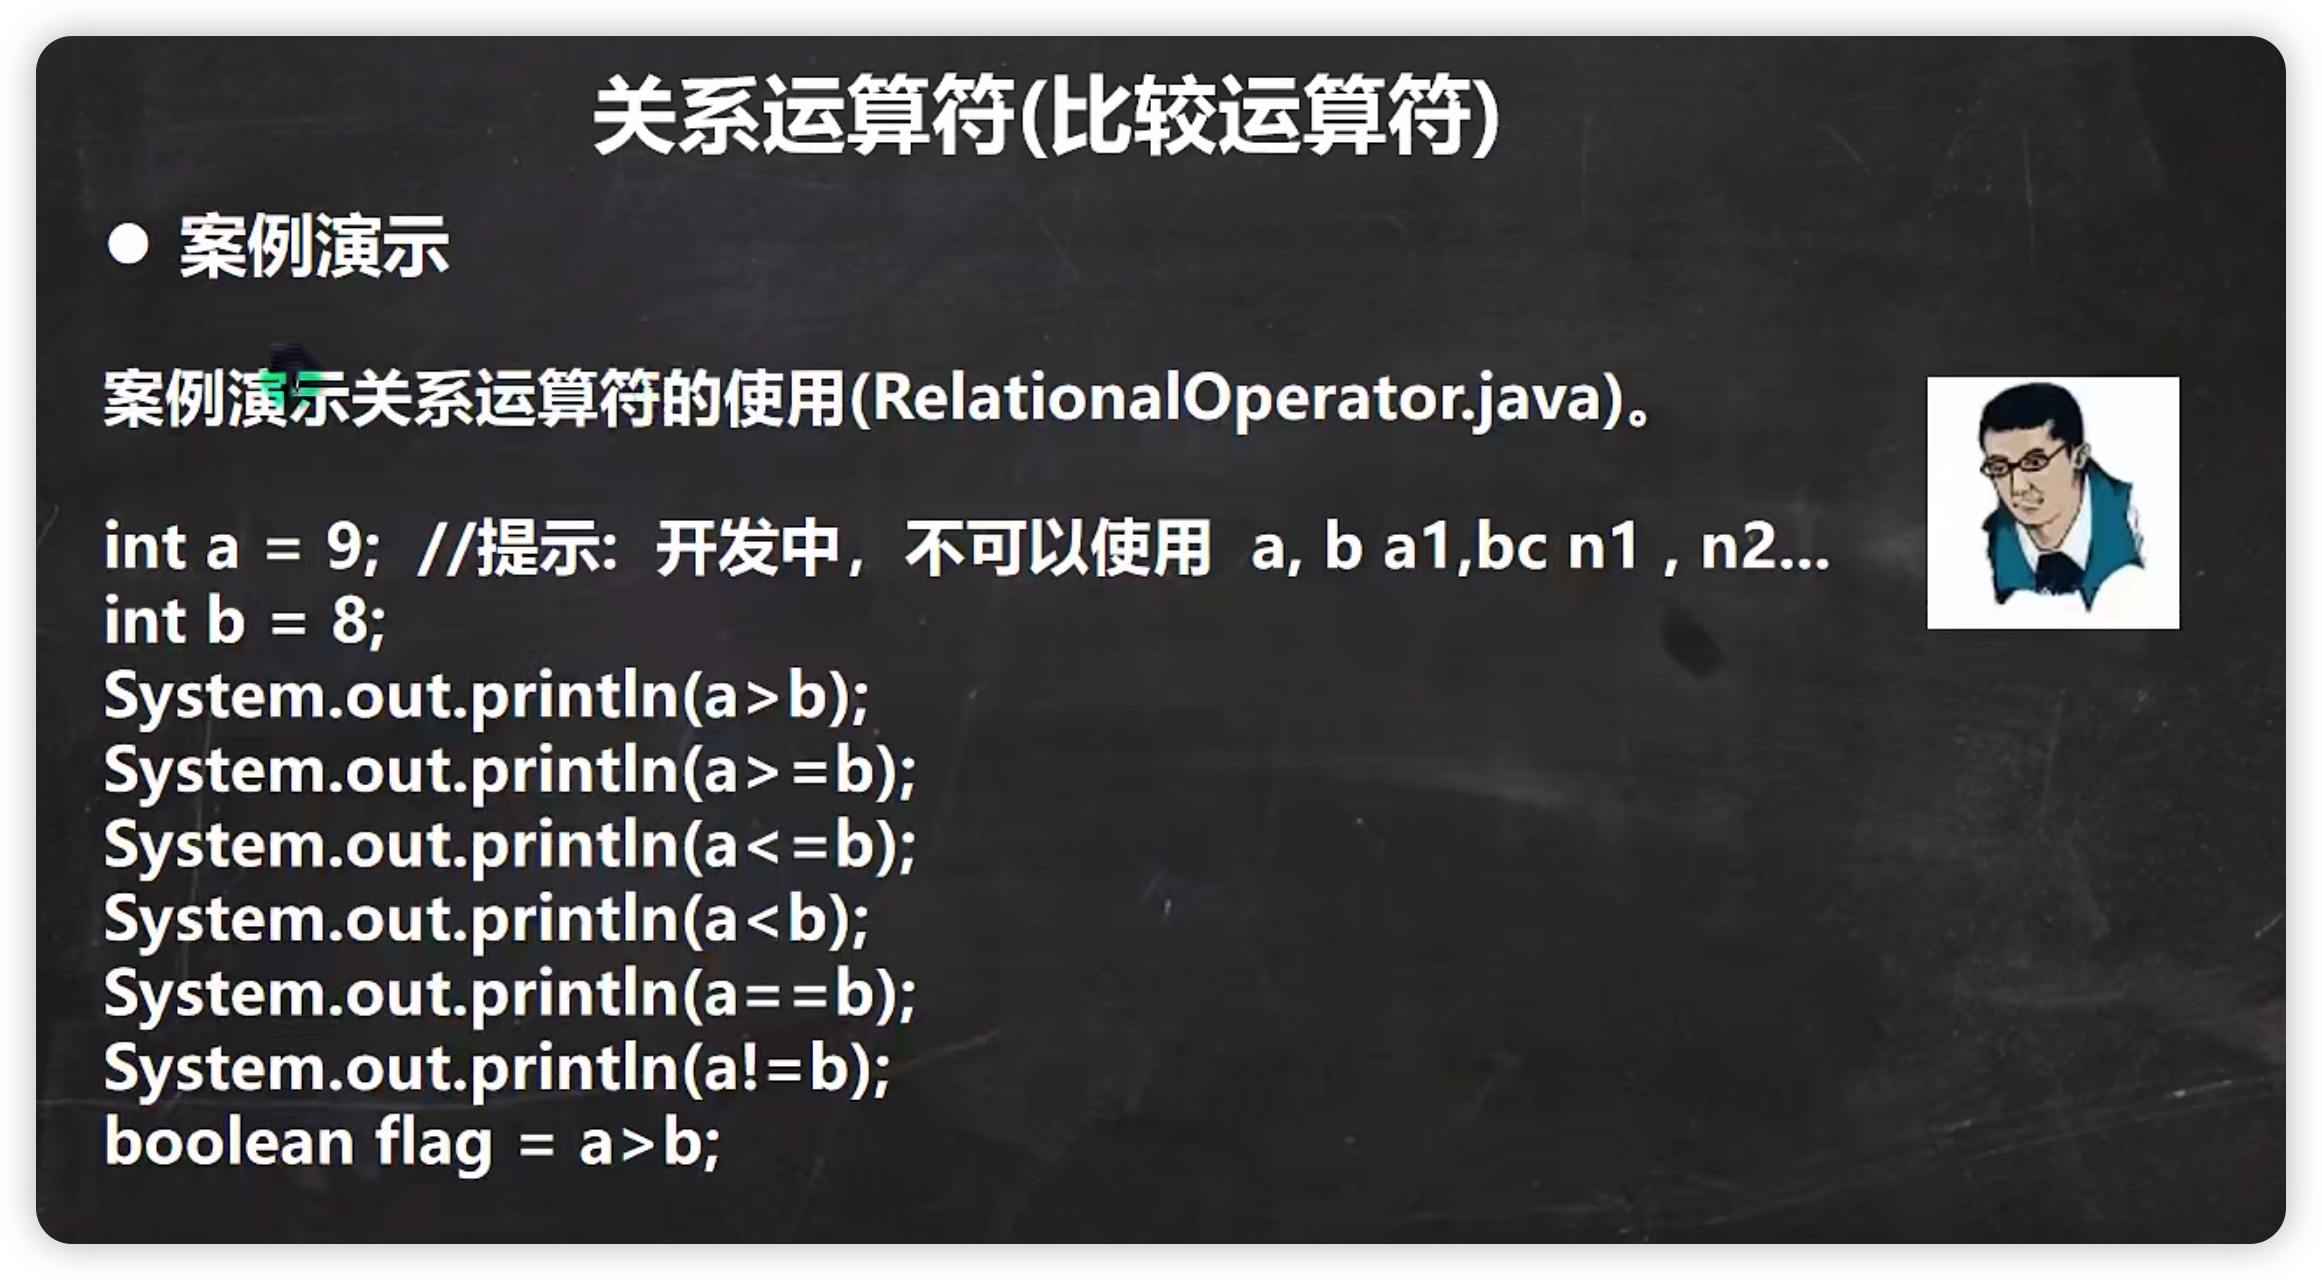 关系运算符(比较运算符)
● 案例演示
案例演示关系运算符的使用(RelationalOperator.java)。
int a = 9;  //提示:  开发中，不可以使用  a, b a1,bc n1 , n2...
int b = 8;
System.out.println(a>b);
System.out.println(a>=b);
System.out.println(a<=b);
System.out.println(a<b);
System.out.println(a==b);
System.out.println(a!=b);
boolean flag = a>b;